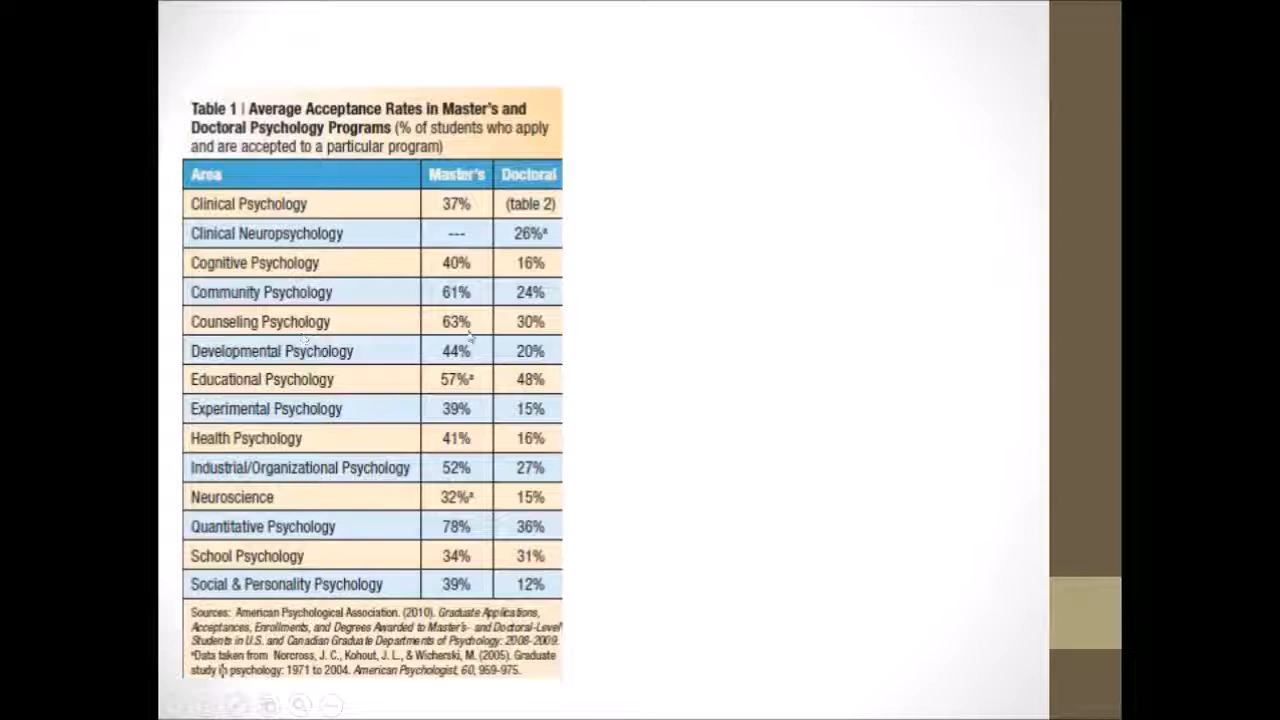 Table 1 | Average Acceptance Rates in Master's and
Doctoral Psychology Programs (% of students who apply
and are accepted to a particular program)
Area Master's Doctoral
Clinical Psychology 37% (table 2)
Clinical Neuropsychology --- 26%ᵃ
Cognitive Psychology 40% 16%
Community Psychology 61% 24%
Counseling Psychology 63% 30%
Developmental Psychology 44% 20%
Educational Psychology 57%ᵃ 48%
Experimental Psychology 39% 15%
Health Psychology 41% 16%
Industrial/Organizational Psychology 52% 27%
Neuroscience 32%ᵃ 15%
Quantitative Psychology 78% 36%
School Psychology 34% 31%
Social & Personality Psychology 39% 12%
Sources: American Psychological Association. (2010). Graduate Applications,
Acceptances, Enrollments, and Degrees Awarded to Master's- and Doctoral-Level
Students in U.S. and Canadian Graduate Departments of Psychology: 2008-2009.
ᵃData taken from Norcross, J. C., Kohout, J. L., & Wicherski, M. (2005). Graduate
study in psychology: 1971 to 2004. American Psychologist, 60, 959-975.